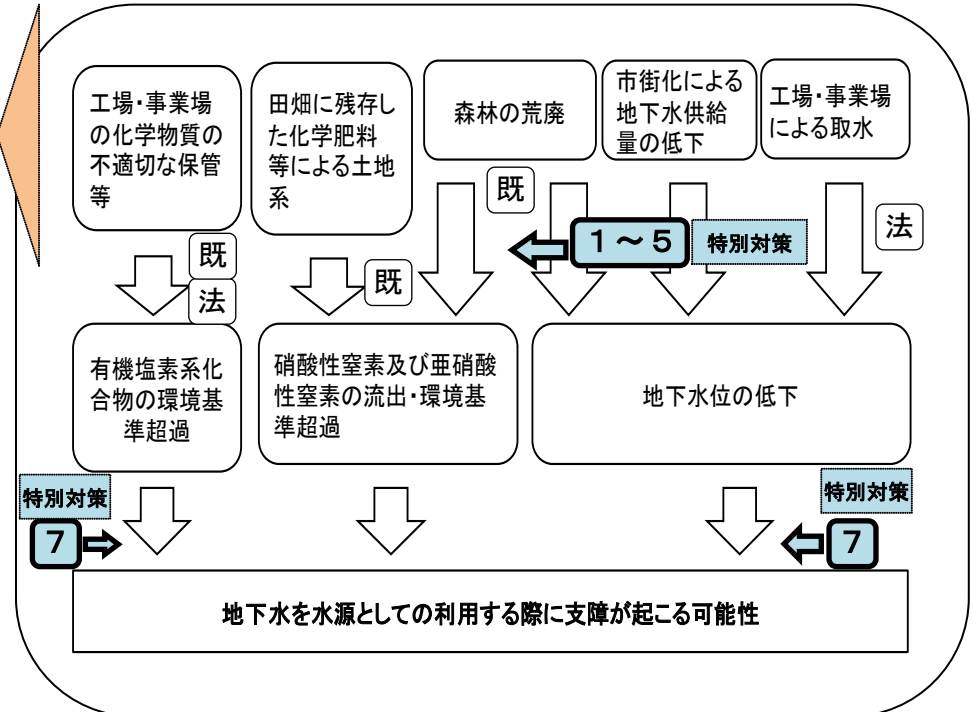 工場・事業場
の化学物質の
不適切な保管
等
田畑に残存し
た化学肥料
等による土地
系
森林の荒廃
市街化による
地下水供給
量の低下
工場・事業場
による取水
既
法
既
既
1～5
特別対策
法
有機塩素系化
合物の環境基
準超過
硝酸性窒素及び亜硝酸
性窒素の流出・環境基
準超過
地下水位の低下
特別対策
7
特別対策
7
地下水を水源としての利用する際に支障が起こる可能性